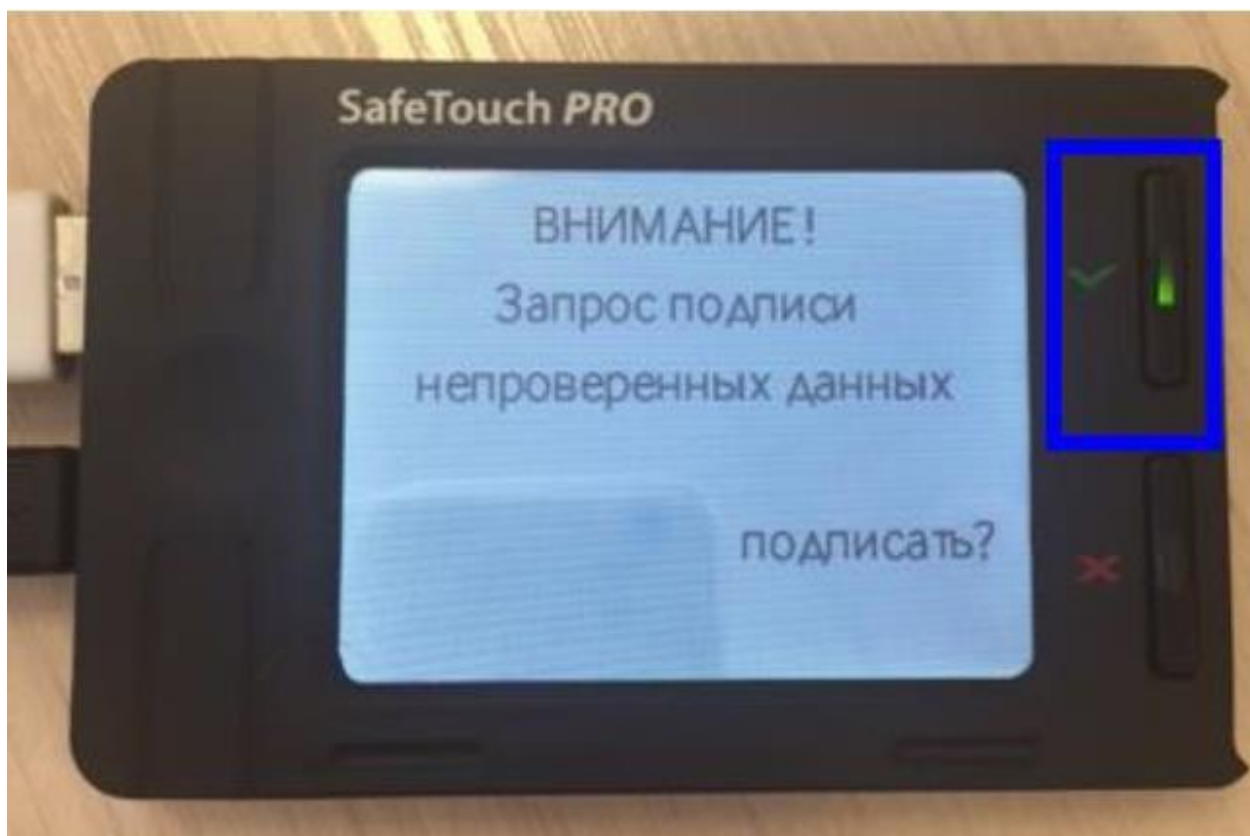 SafeTouch PRO
ВНИМАНИЕ!
Запрос подписи
непроверенных данных
подписать?